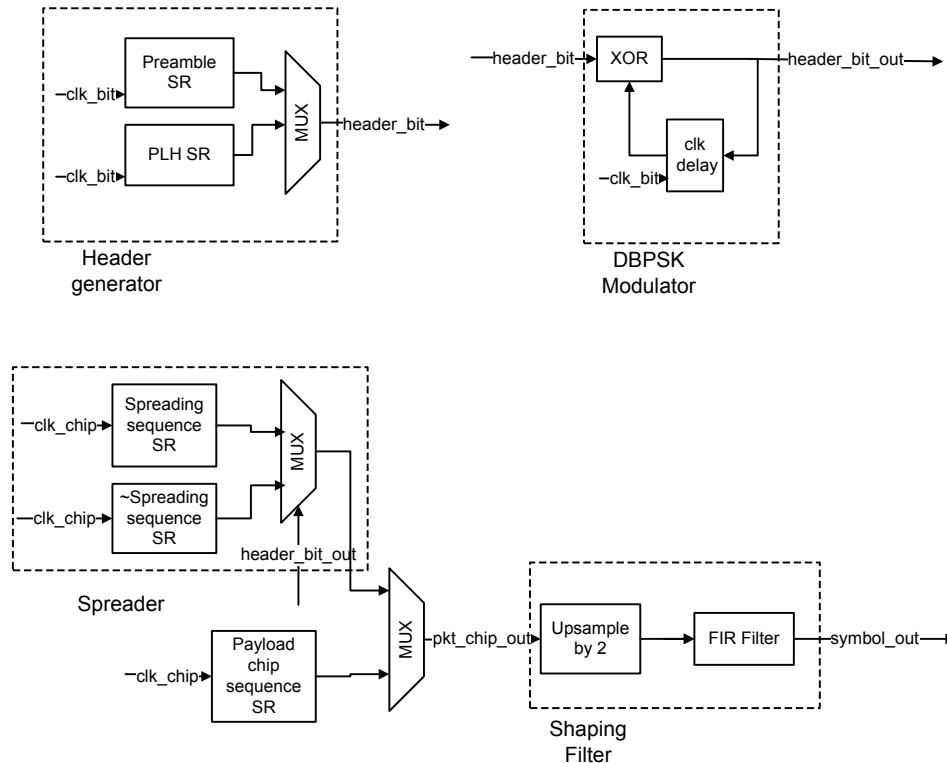 Preamble
SR
clk_bit
PLH SR
clk_bit
MUX
header_bit
Header
generator
header_bit
XOR
header_bit_out
clk
delay
clk_bit
DBPSK
Modulator
clk_chip
Spreading
sequence
SR
MUX
clk_chip
~Spreading
sequence
SR
header_bit_out
Spreader
clk_chip
Payload
chip
sequence
SR
MUX
pkt_chip_out
Upsample
by 2
FIR Filter
symbol_out
Shaping
Filter